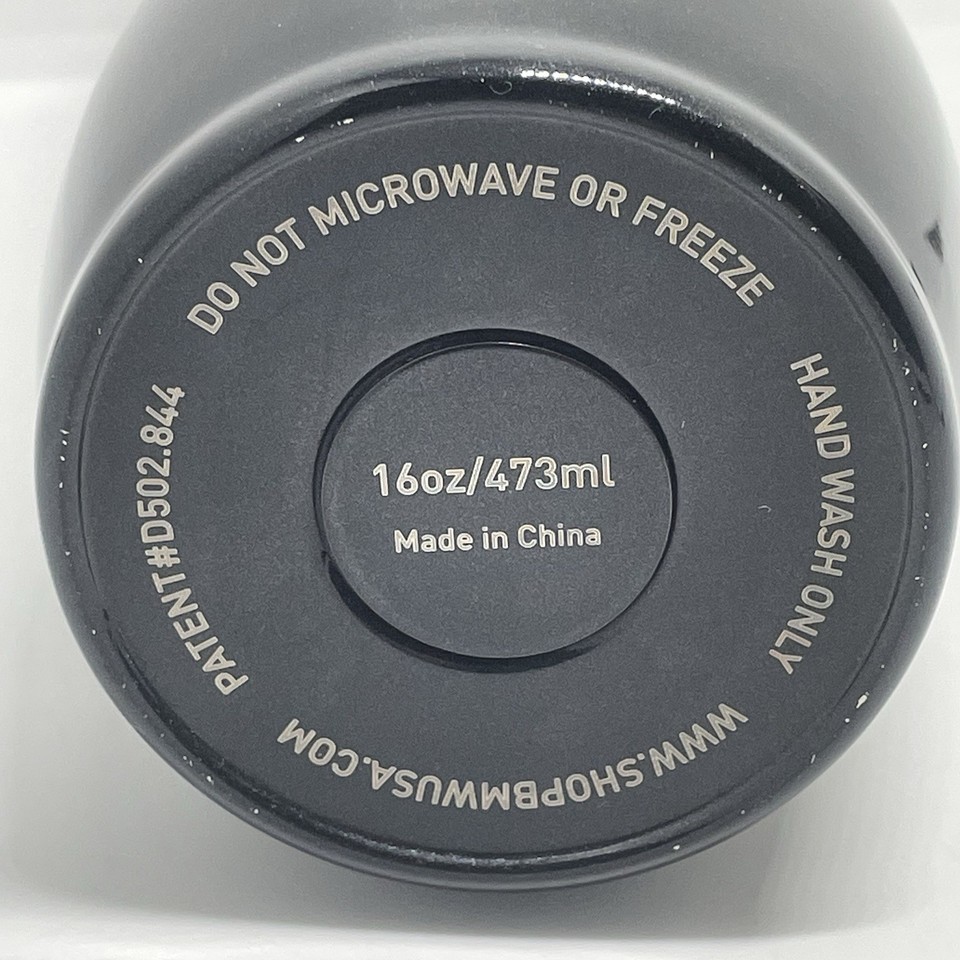 DO NOT MICROWAVE OR FREEZE
HAND WASH ONLY
WWW.SHOPBMWUSA.COM
PATENT#D502.844
16oz/473ml
Made in China